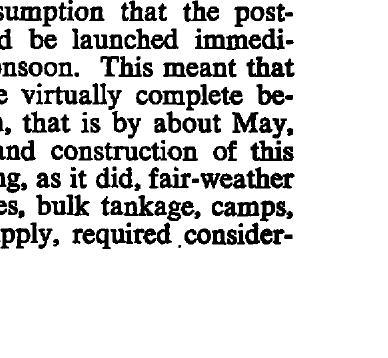 sumption that the post-
d be launched immedi-
onsoon. This meant that
e virtually complete be-
, that is by about May,
and construction of this
ng, as it did, fair-weather
es, bulk tankage, camps,
pply, required consider‑